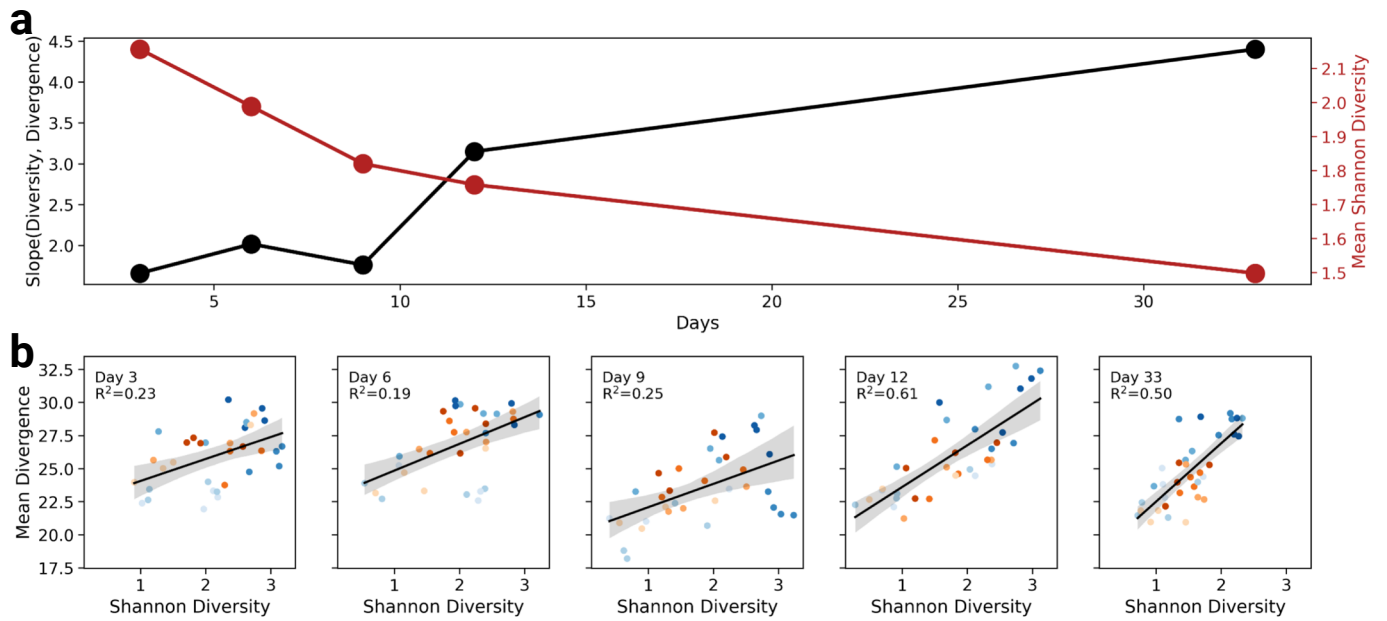 a
Slope(Diversity, Divergence)
4.5
4.0
3.5
3.0
2.5
2.0
2.1
2.0
1.9
1.8
1.7
1.6
1.5
Mean Shannon Diversity
5 10 15 20 25 30
Days
b
Mean Divergence
32.5
30.0
27.5
25.0
22.5
20.0
17.5
Day 3
R²=0.23
1 2 3
Shannon Diversity
Day 6
R²=0.19
1 2 3
Shannon Diversity
Day 9
R²=0.25
1 2 3
Shannon Diversity
Day 12
R²=0.61
1 2 3
Shannon Diversity
Day 33
R²=0.50
1 2 3
Shannon Diversity